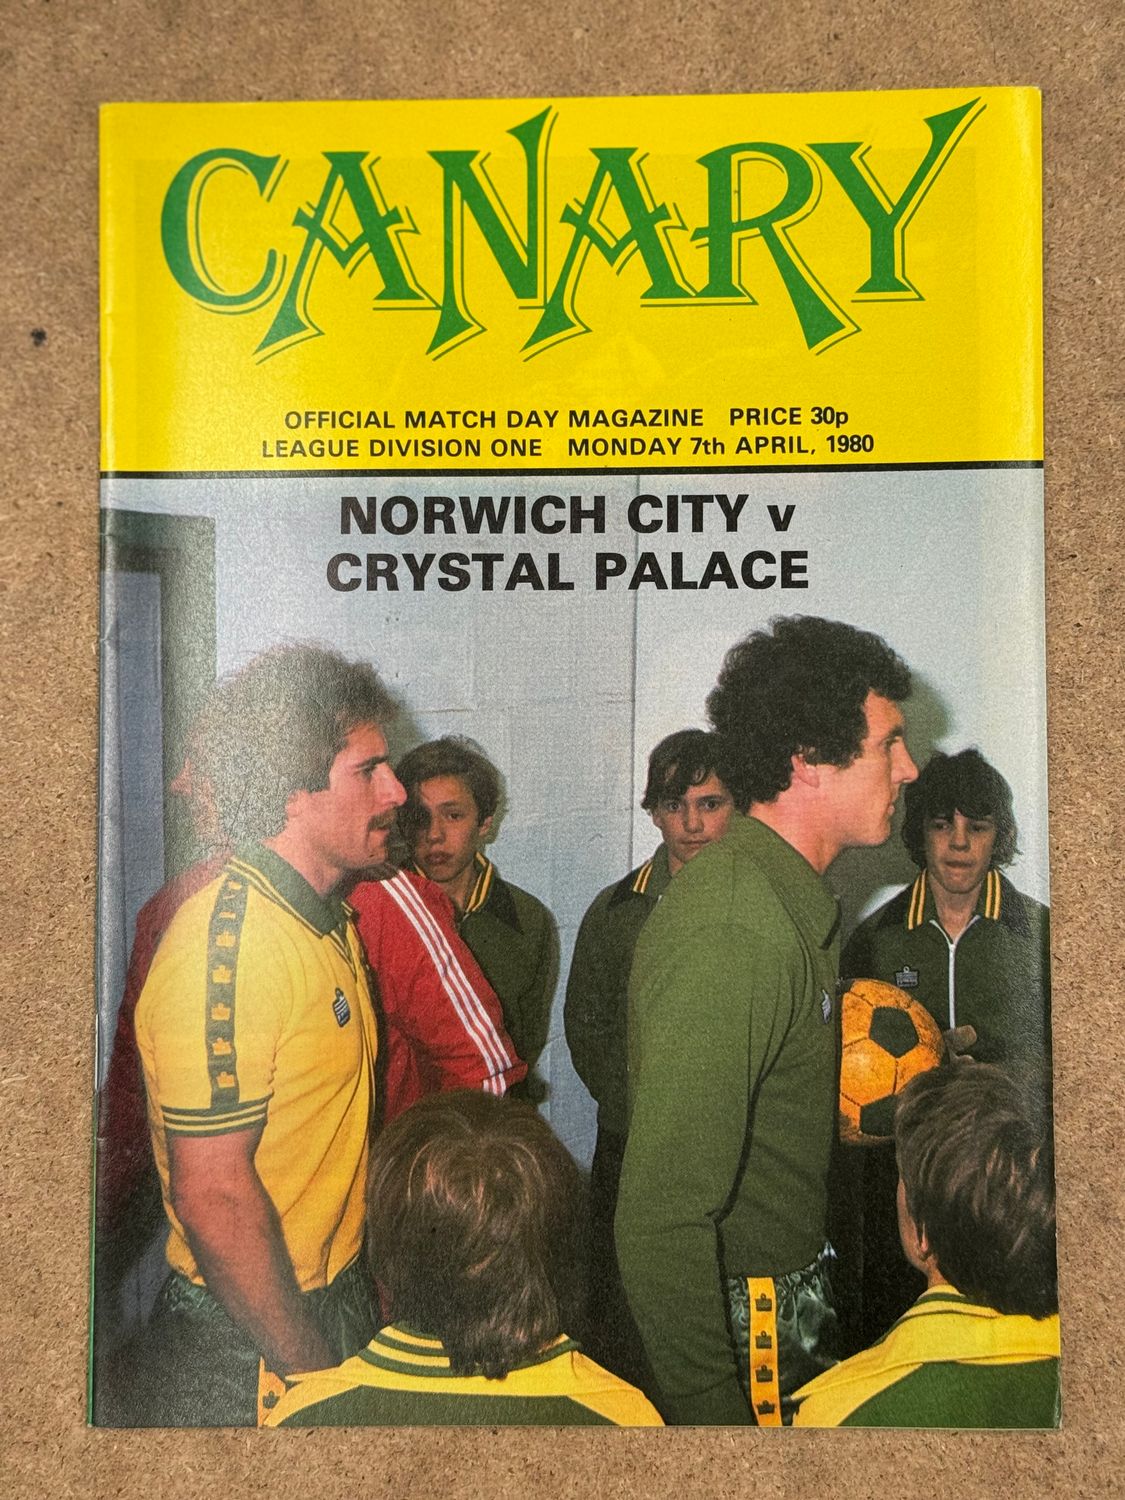 CANARY
OFFICIAL MATCH DAY MAGAZINE PRICE 30p
LEAGUE DIVISION ONE MONDAY 7th APRIL, 1980
NORWICH CITY v
CRYSTAL PALACE